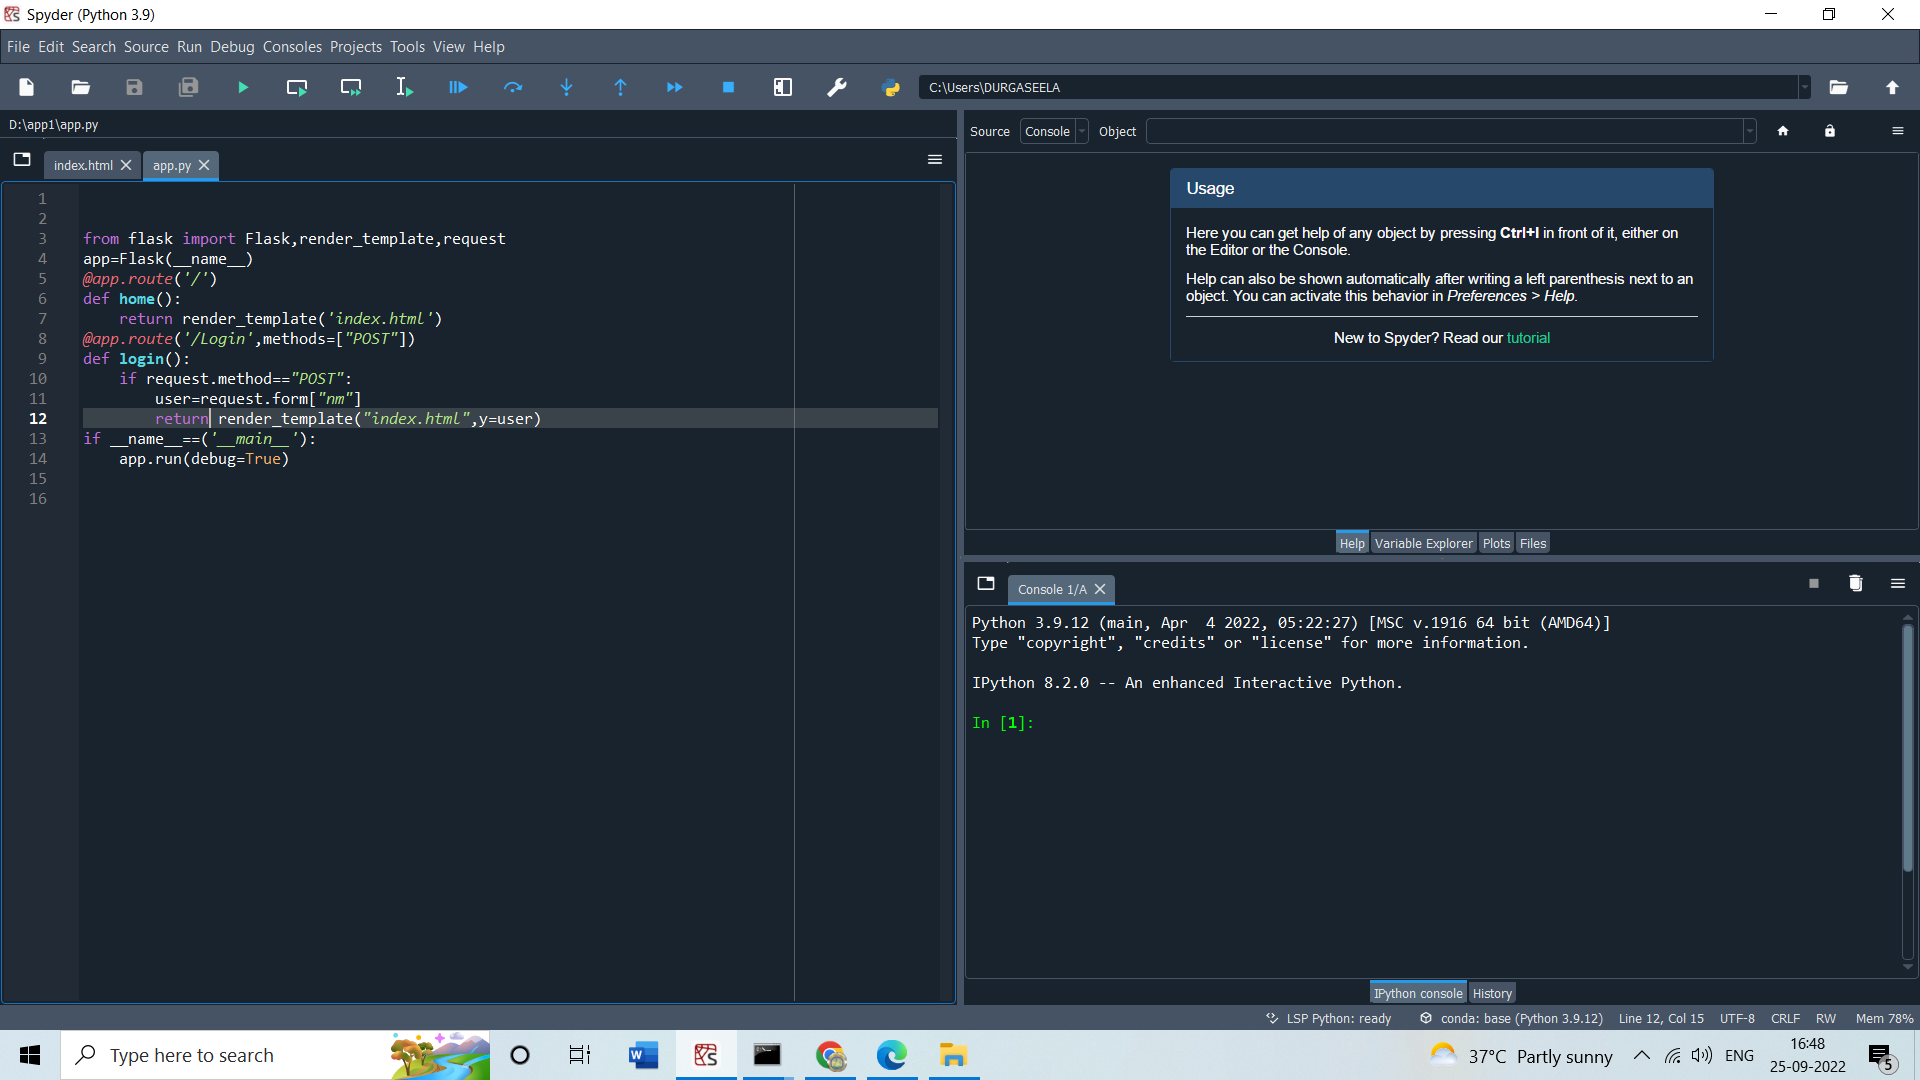 Spyder (Python 3.9)
File Edit Search Source Run Debug Consoles Projects Tools View Help
C:\Users\DURGASEELA
D:\app1\app.py
index.html
app.py
1
2
3 from flask import Flask,render_template,request
4 app=Flask(__name__)
5 @app.route('/')
6 def home():
7     return render_template('index.html')
8 @app.route('/Login',methods=["POST"])
9 def login():
10     if request.method=="POST":
11         user=request.form["nm"]
12         return render_template("index.html",y=user)
13 if __name__==('__main__'):
14     app.run(debug=True)
15
16
Source Console Object
Usage
Here you can get help of any object by pressing Ctrl+I in front of it, either on
the Editor or the Console.
Help can also be shown automatically after writing a left parenthesis next to an
object. You can activate this behavior in Preferences > Help.
New to Spyder? Read our tutorial
Help Variable Explorer Plots Files
Console 1/A
Python 3.9.12 (main, Apr  4 2022, 05:22:27) [MSC v.1916 64 bit (AMD64)]
Type "copyright", "credits" or "license" for more information.
IPython 8.2.0 -- An enhanced Interactive Python.
In [1]:
IPython console History
LSP Python: ready conda: base (Python 3.9.12) Line 12, Col 15 UTF-8 CRLF RW Mem 78%
Type here to search
37°C Partly sunny
ENG
16:48
25-09-2022
5